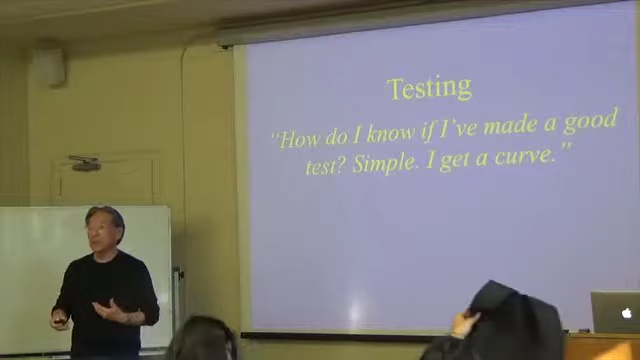 Testing
"How do I know if I've made a good
test? Simple. I get a curve."